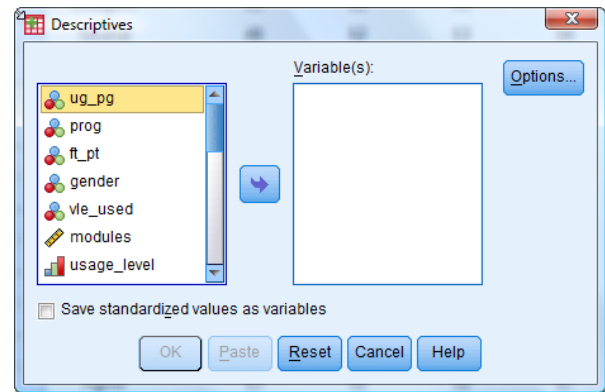 Descriptives
Variable(s):
Options...
ug_pg
prog
ft_pt
gender
vle_used
modules
usage_level
Save standardized values as variables
OK Paste Reset Cancel Help